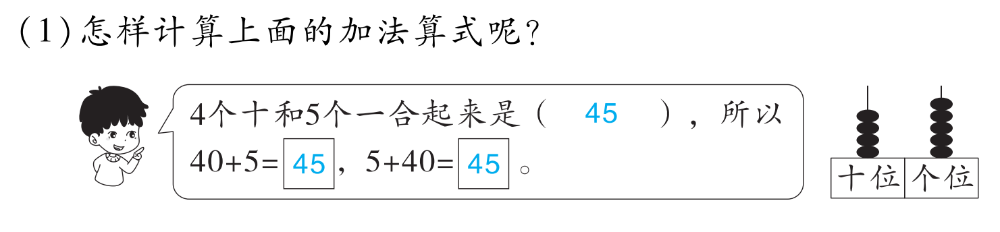 (1)怎样计算上面的加法算式呢?
4个十和5个一合起来是( 45 ),所以
40+5=45,5+40=45。
十位 个位